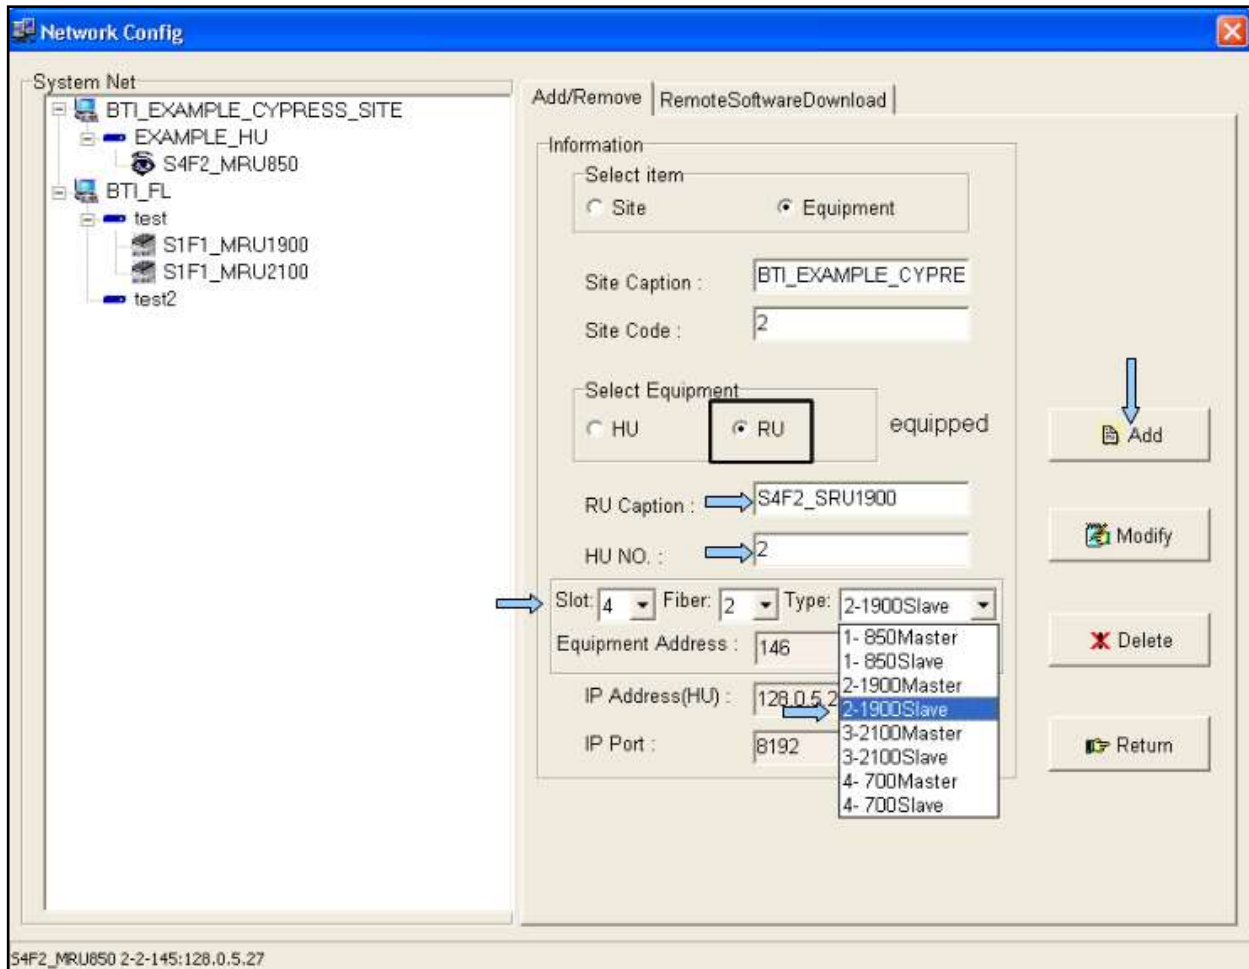 Network Config
System Net
BTI_EXAMPLE_CYPRESS_SITE
EXAMPLE_HU
S4F2_MRU850
BTI_FL
test
S1F1_MRU1900
S1F1_MRU2100
test2
Add/Remove RemoteSoftwareDownload
Information
Select item
Site Equipment
Site Caption : BTI_EXAMPLE_CYPRE
Site Code : 2
Select Equipment
HU RU equipped
RU Caption : S4F2_SRU1900
HU NO. : 2
Slot: 4 Fiber: 2 Type: 2-1900Slave
Equipment Address : 146
IP Address(HU) : 128.0.5.2
IP Port : 8192
1- 850Master
1- 850Slave
2-1900Master
2-1900Slave
3-2100Master
3-2100Slave
4- 700Master
4- 700Slave
Add
Modify
Delete
Return
S4F2_MRU850 2-2-145:128.0.5.27